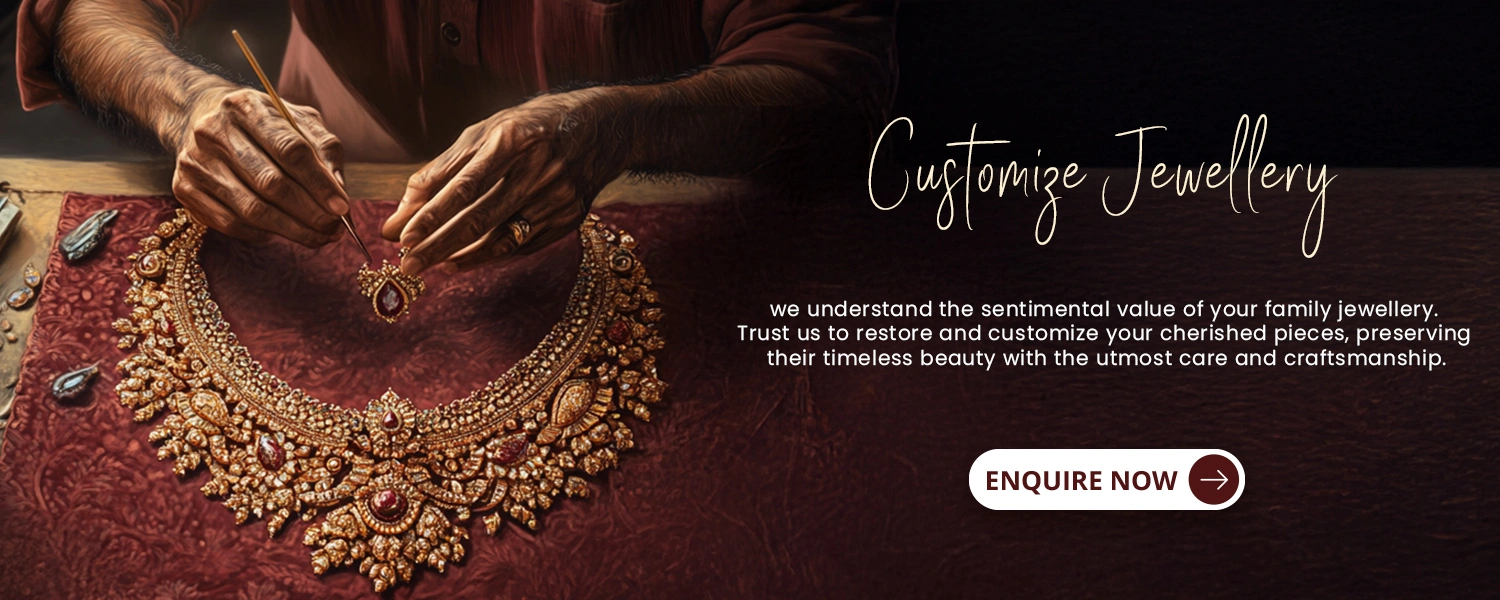 Customize Jewellery
we understand the sentimental value of your family jewellery.
Trust us to restore and customize your cherished pieces, preserving
their timeless beauty with the utmost care and craftsmanship.
ENQUIRE NOW